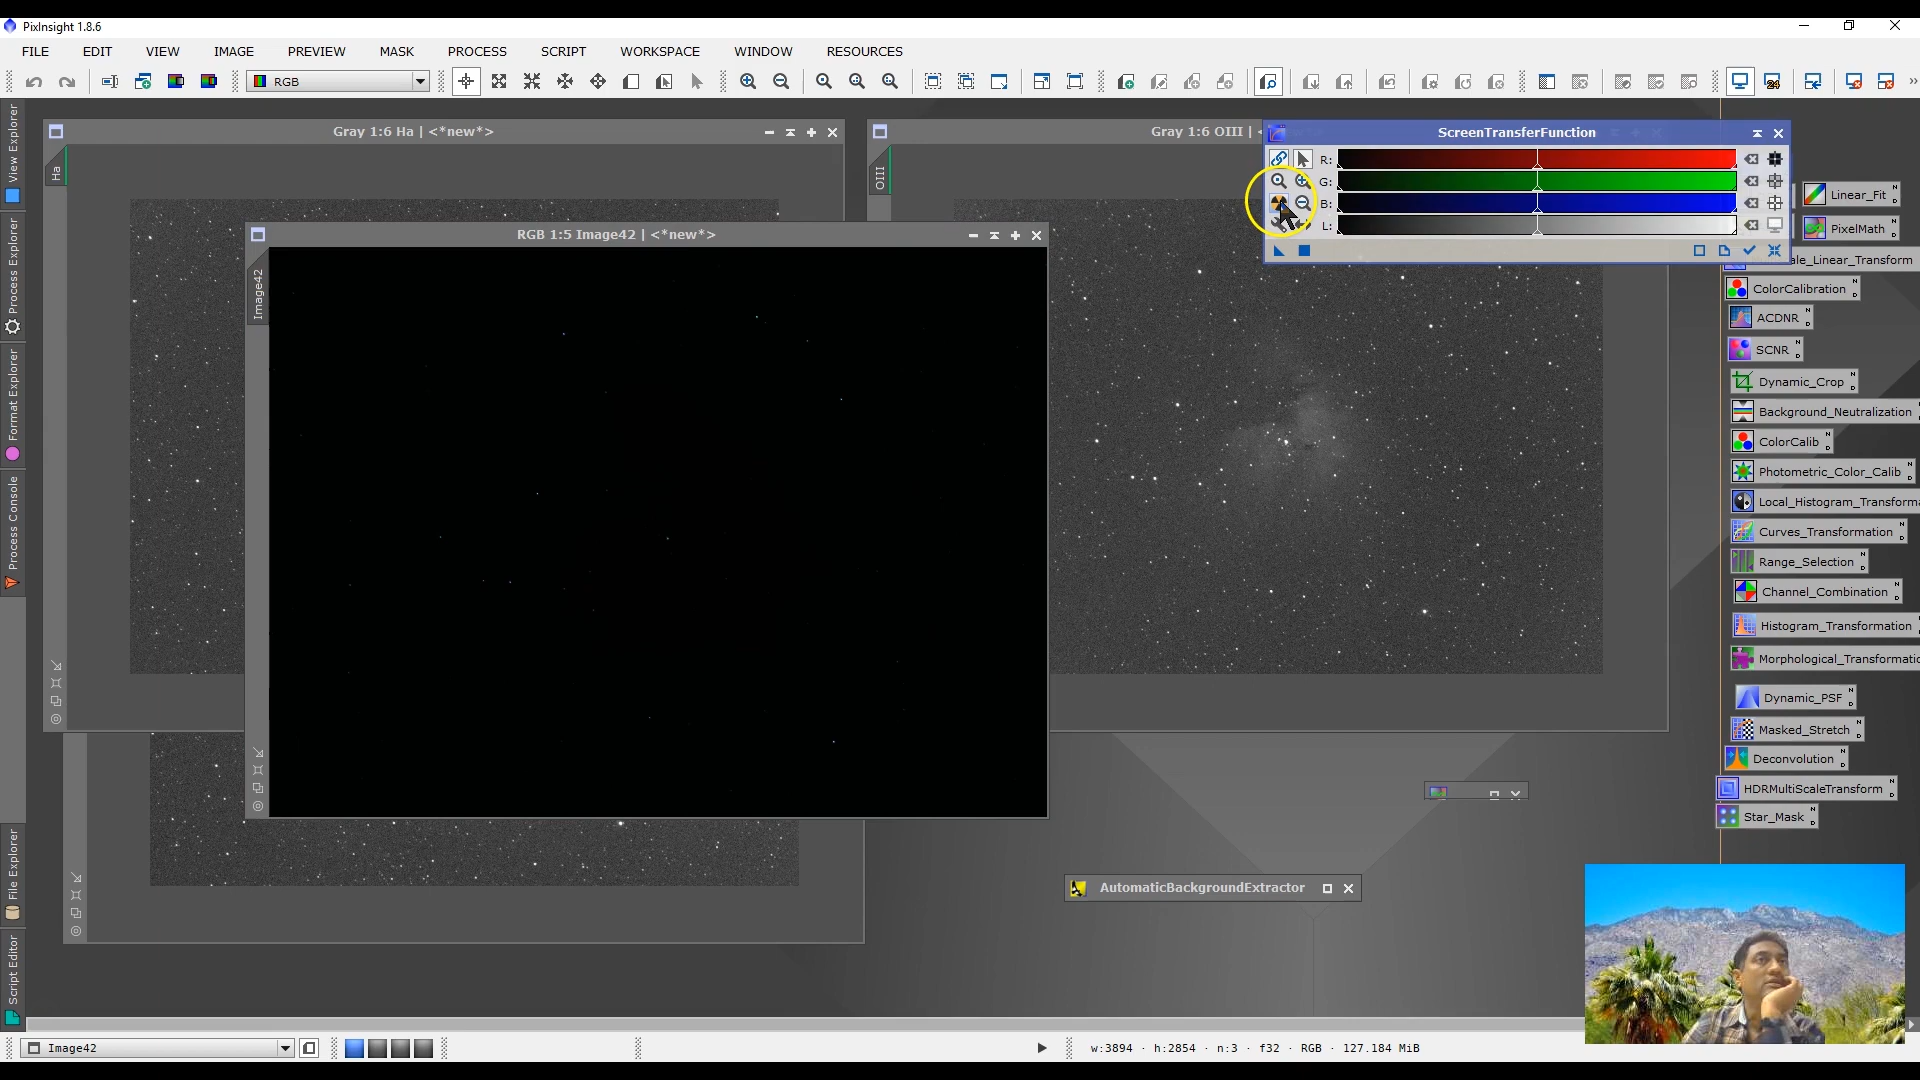 PixInsight 1.8.6
FILE EDIT VIEW IMAGE PREVIEW MASK PROCESS SCRIPT WORKSPACE WINDOW RESOURCES
RGB
24
View Explorer
Process Explorer
Format Explorer
Process Console
File Explorer
Script Editor
Gray 1:6 Ha | <*new*>
Ha
Gray 1:6 OIII | <
OIII
RGB 1:5 Image42 | <*new*>
Image42
ScreenTransferFunction
R:
G:
B:
L:
Linear_Fit
PixelMath
ale_Linear_Transform
ColorCalibration
ACDNR
SCNR
Dynamic_Crop
Background_Neutralization
ColorCalib
Photometric_Color_Calib
Local_Histogram_Transforma
Curves_Transformation
Range_Selection
Channel_Combination
Histogram_Transformation
Morphological_Transformatio
Dynamic_PSF
Masked_Stretch
Deconvolution
HDRMultiScaleTransform
Star_Mask
AutomaticBackgroundExtractor
Image42
w:3894 · h:2854 · n:3 · f32 · RGB · 127.184 MiB